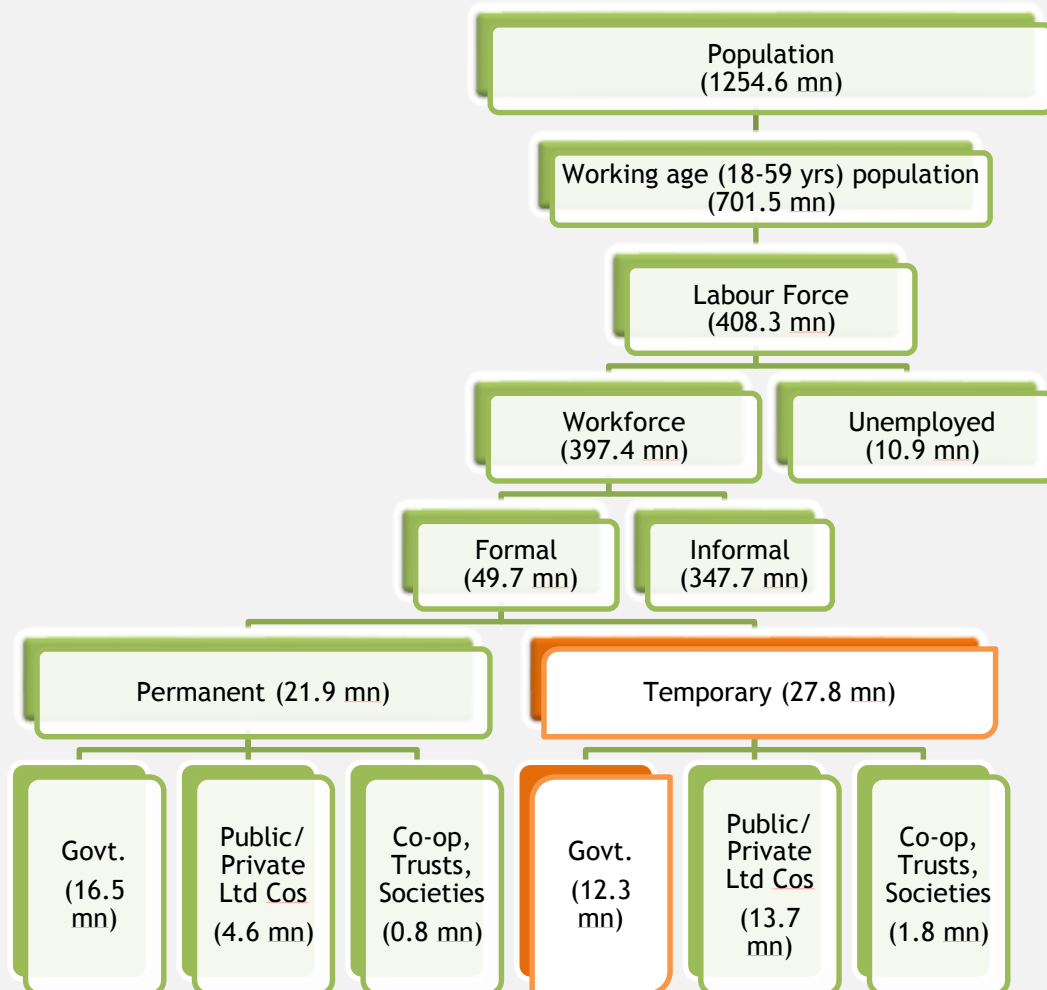 Population
(1254.6 mn)
Working age (18-59 yrs) population
(701.5 mn)
Labour Force
(408.3 mn)
Workforce
(397.4 mn)
Unemployed
(10.9 mn)
Formal
(49.7 mn)
Informal
(347.7 mn)
Permanent (21.9 mn)
Temporary (27.8 mn)
Govt.
(16.5
mn)
Public/
Private
Ltd Cos
(4.6 mn)
Co-op,
Trusts,
Societies
(0.8 mn)
Govt.
(12.3
mn)
Public/
Private
Ltd Cos
(13.7
mn)
Co-op,
Trusts,
Societies
(1.8 mn)